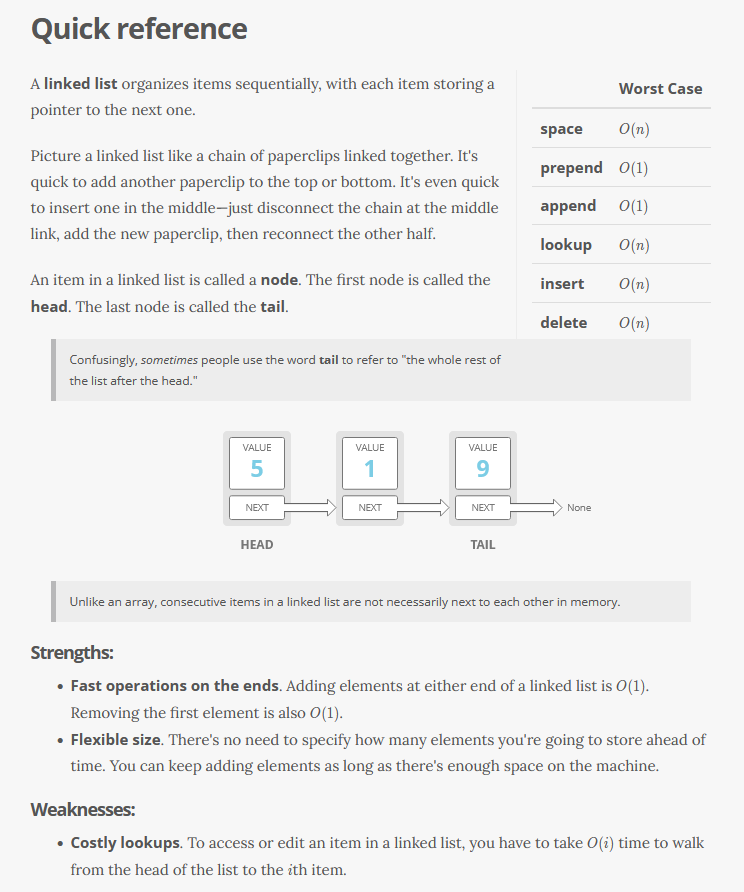 Quick reference
A linked list organizes items sequentially, with each item storing a
pointer to the next one.
Picture a linked list like a chain of paperclips linked together. It's
quick to add another paperclip to the top or bottom. It's even quick
to insert one in the middle—just disconnect the chain at the middle
link, add the new paperclip, then reconnect the other half.
An item in a linked list is called a node. The first node is called the
head. The last node is called the tail.
Worst Case
space O(n)
prepend O(1)
append O(1)
lookup O(n)
insert O(n)
delete O(n)
Confusingly, sometimes people use the word tail to refer to "the whole rest of
the list after the head."
VALUE VALUE VALUE
5 1 9
NEXT NEXT NEXT None
HEAD TAIL
Unlike an array, consecutive items in a linked list are not necessarily next to each other in memory.
Strengths:
• Fast operations on the ends. Adding elements at either end of a linked list is O(1).
Removing the first element is also O(1).
• Flexible size. There's no need to specify how many elements you're going to store ahead of
time. You can keep adding elements as long as there's enough space on the machine.
Weaknesses:
• Costly lookups. To access or edit an item in a linked list, you have to take O(i) time to walk
from the head of the list to the ith item.